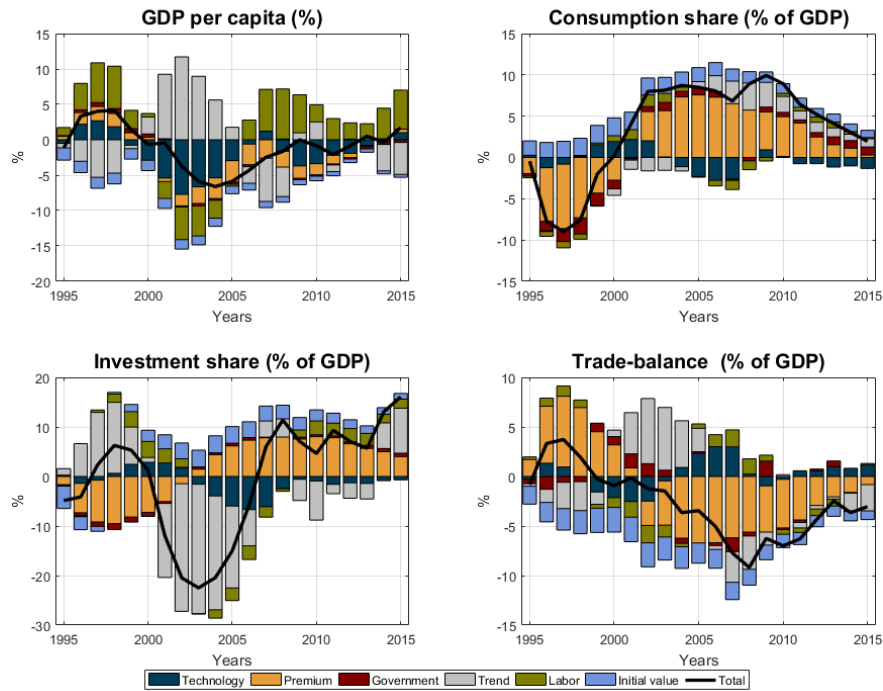 GDP per capita (%)
15
10
5
0
-5
-10
-15
-20
%
1995 2000 2005 2010 2015
Years
Consumption share (% of GDP)
15
10
5
0
-5
-10
-15
%
1995 2000 2005 2010 2015
Years
Investment share (% of GDP)
20
10
0
-10
-20
-30
%
1995 2000 2005 2010 2015
Years
Trade-balance (% of GDP)
10
5
0
-5
-10
-15
%
1995 2000 2005 2010 2015
Years
Technology Premium Government Trend Labor Initial value Total